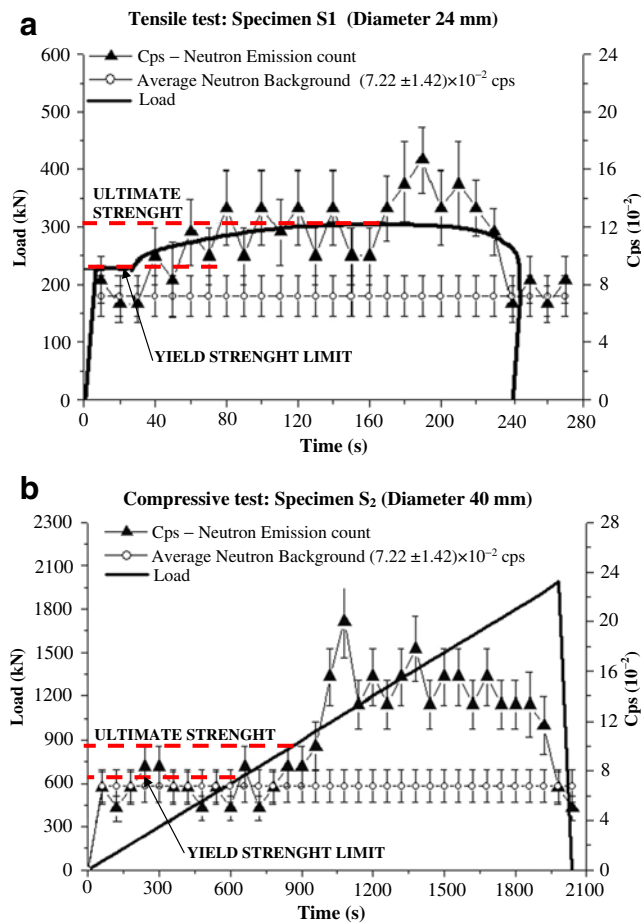 a
Tensile test: Specimen S1 (Diameter 24 mm)
Cps – Neutron Emission count
Average Neutron Background (7.22 ±1.42)×10⁻² cps
Load
600
500
400
300
200
100
0
Load (kN)
24
20
16
12
8
4
0
Cps (10⁻²)
ULTIMATE
STRENGHT
YIELD STRENGHT LIMIT
0 40 80 120 160 200 240 280
Time (s)
b
Compressive test: Specimen S₂ (Diameter 40 mm)
Cps – Neutron Emission count
Average Neutron Background (7.22 ±1.42)×10⁻² cps
Load
2300
2100
1800
1500
1200
900
600
300
0
Load (kN)
28
24
20
16
12
8
4
0
Cps (10⁻²)
ULTIMATE STRENGHT
YIELD STRENGHT LIMIT
0 300 600 900 1200 1500 1800 2100
Time (s)